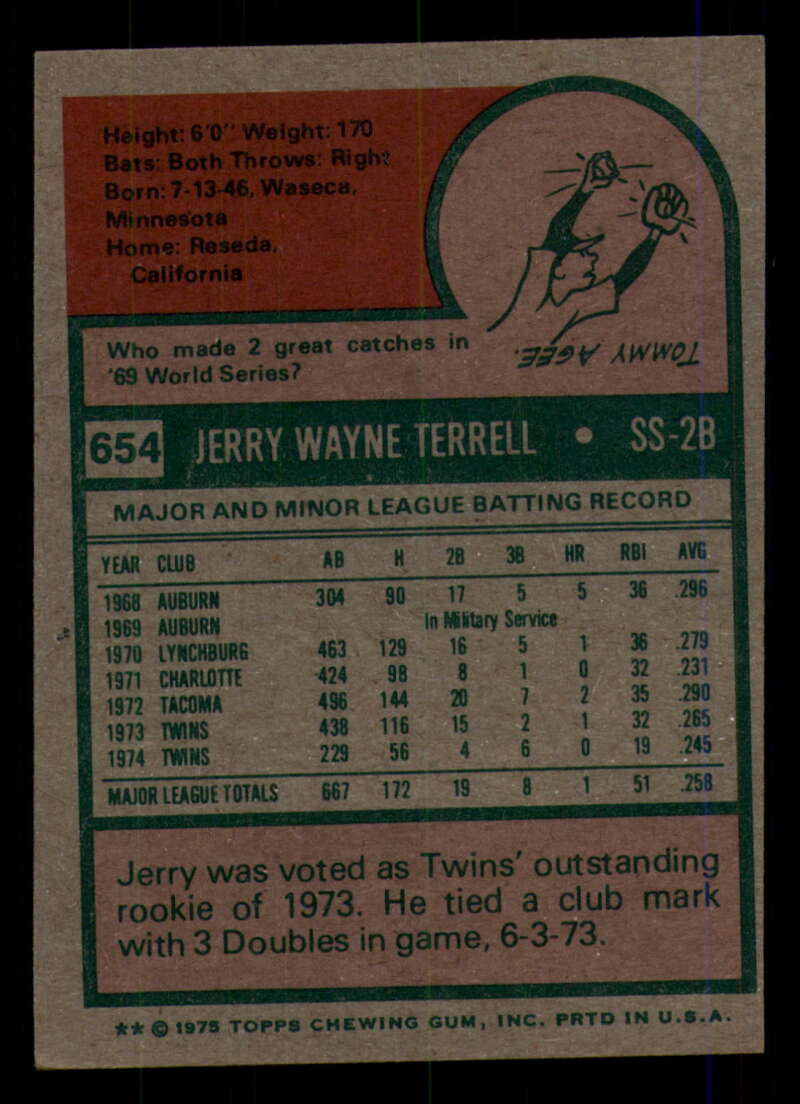 Height: 6'0" Weight: 170
Bats: Both Throws: Right
Born: 7-13-46, Waseca,
Minnesota
Home: Reseda,
California
Who made 2 great catches in
'69 World Series?
TOMMY AGEE.
654 JERRY WAYNE TERRELL • SS-2B
MAJOR AND MINOR LEAGUE BATTING RECORD
YEAR CLUB AB H 2B 3B HR RBI AVG
1968 AUBURN 304 90 17 5 5 36 .296
1969 AUBURN In Military Service
1970 LYNCHBURG 463 129 16 5 1 36 .279
1971 CHARLOTTE 424 98 8 1 0 32 .231
1972 TACOMA 496 144 20 7 2 35 .290
1973 TWINS 438 116 15 2 1 32 .265
1974 TWINS 229 56 4 6 0 19 .245
MAJOR LEAGUE TOTALS 667 172 19 8 1 51 .258
Jerry was voted as Twins' outstanding
rookie of 1973. He tied a club mark
with 3 Doubles in game, 6-3-73.
** © 1975 TOPPS CHEWING GUM, INC. PRTD IN U.S.A.